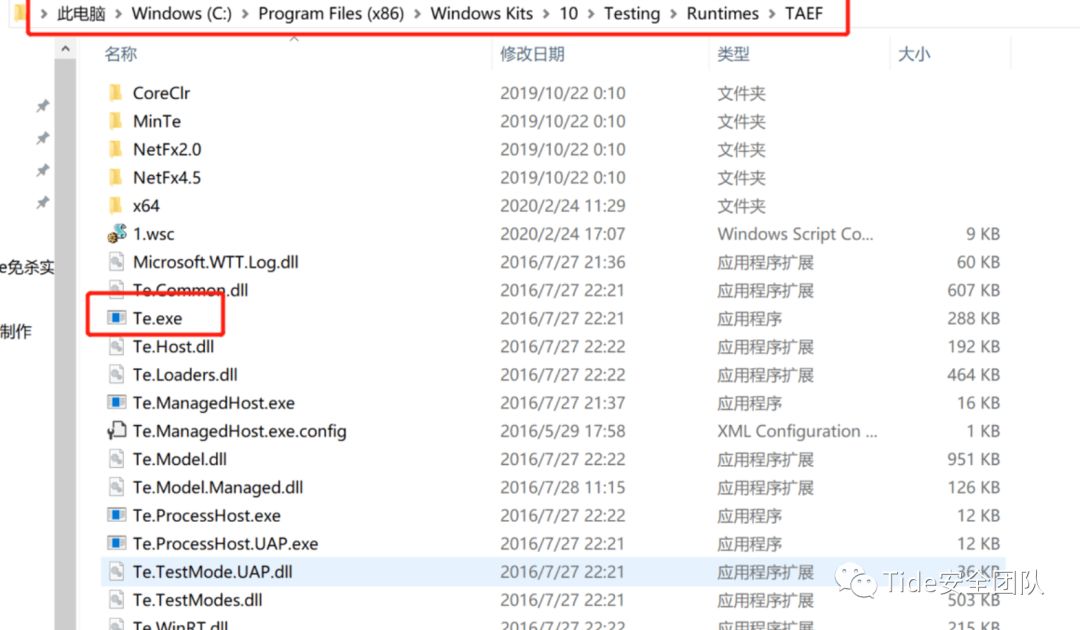 此电脑 > Windows (C:) > Program Files (x86) > Windows Kits > 10 > Testing > Runtimes > TAEF
名称 修改日期 类型 大小
CoreClr 2019/10/22 0:10 文件夹
MinTe 2019/10/22 0:10 文件夹
NetFx2.0 2019/10/22 0:10 文件夹
NetFx4.5 2019/10/22 0:10 文件夹
x64 2020/2/24 11:29 文件夹
1.wsc 2020/2/24 17:07 Windows Script Co... 9 KB
e免杀实
Microsoft.WTT.Log.dll 2016/7/27 21:36 应用程序扩展 60 KB
Te.Common.dll 2016/7/27 22:21 应用程序扩展 607 KB
Te.exe 2016/7/27 22:21 应用程序 288 KB
制作
Te.Host.dll 2016/7/27 22:22 应用程序扩展 192 KB
Te.Loaders.dll 2016/7/27 22:22 应用程序扩展 464 KB
Te.ManagedHost.exe 2016/7/27 21:37 应用程序 16 KB
Te.ManagedHost.exe.config 2016/5/29 17:58 XML Configuration ... 1 KB
Te.Model.dll 2016/7/27 22:22 应用程序扩展 951 KB
Te.Model.Managed.dll 2016/7/28 11:15 应用程序扩展 126 KB
Te.ProcessHost.exe 2016/7/27 22:22 应用程序 12 KB
Te.ProcessHost.UAP.exe 2016/7/27 22:21 应用程序 12 KB
Te.TestMode.UAP.dll 2016/7/27 22:21 应用程序扩展 36 KB
Tide安全团队
Te.TestModes.dll 2016/7/27 22:21 应用程序扩展 503 KB
Te.WinRT.dll 2016/7/27 22:22 应用程序扩展 215 KB